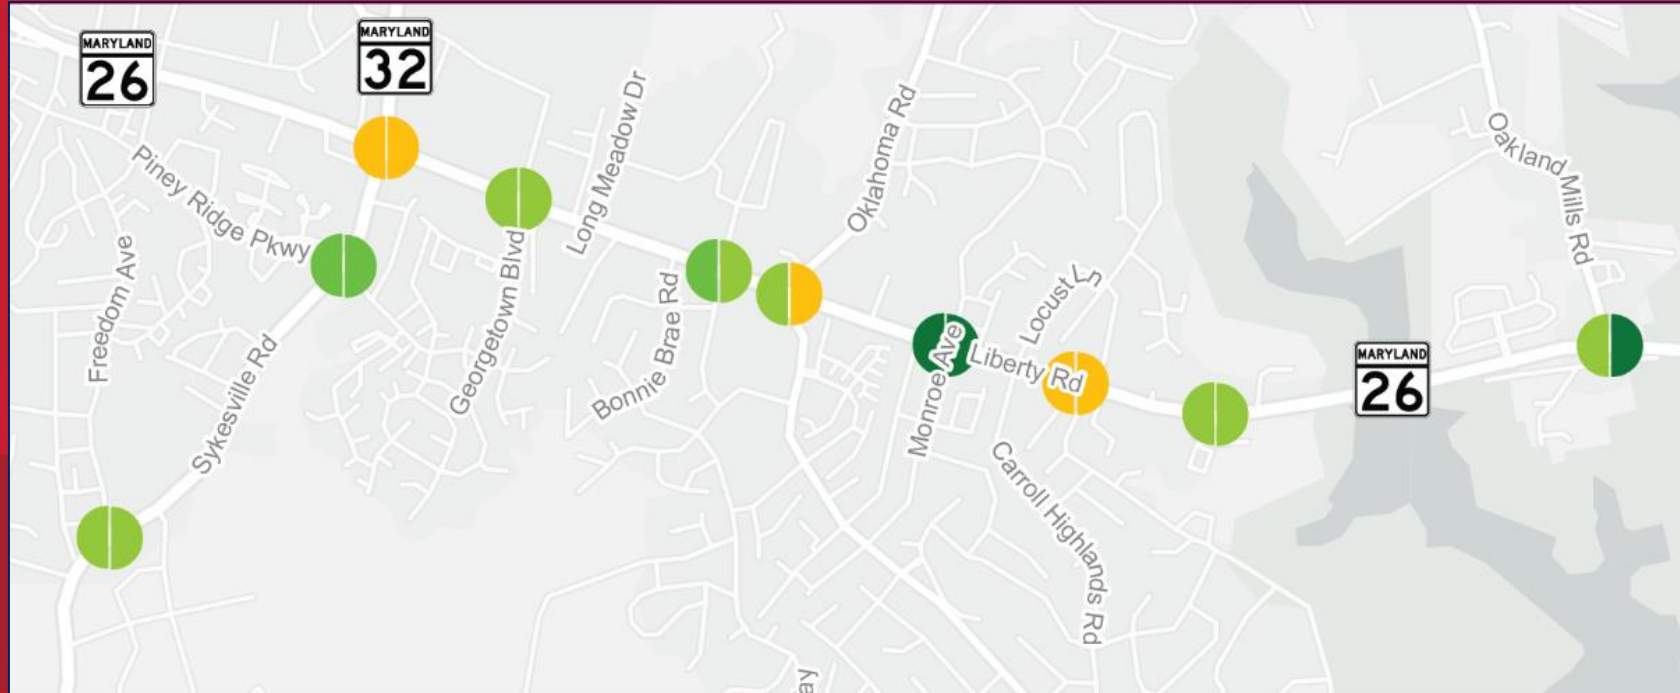 MARYLAND
26
MARYLAND
32
Piney Ridge Pkwy
Freedom Ave
Sykesville Rd
Georgetown Blvd
Long Meadow Dr
Bonnie Brae Rd
Oklahoma Rd
Monroe Ave
Locust Ln
Liberty Rd
Carroll Highlands Rd
MARYLAND
26
Oakland Mills Rd